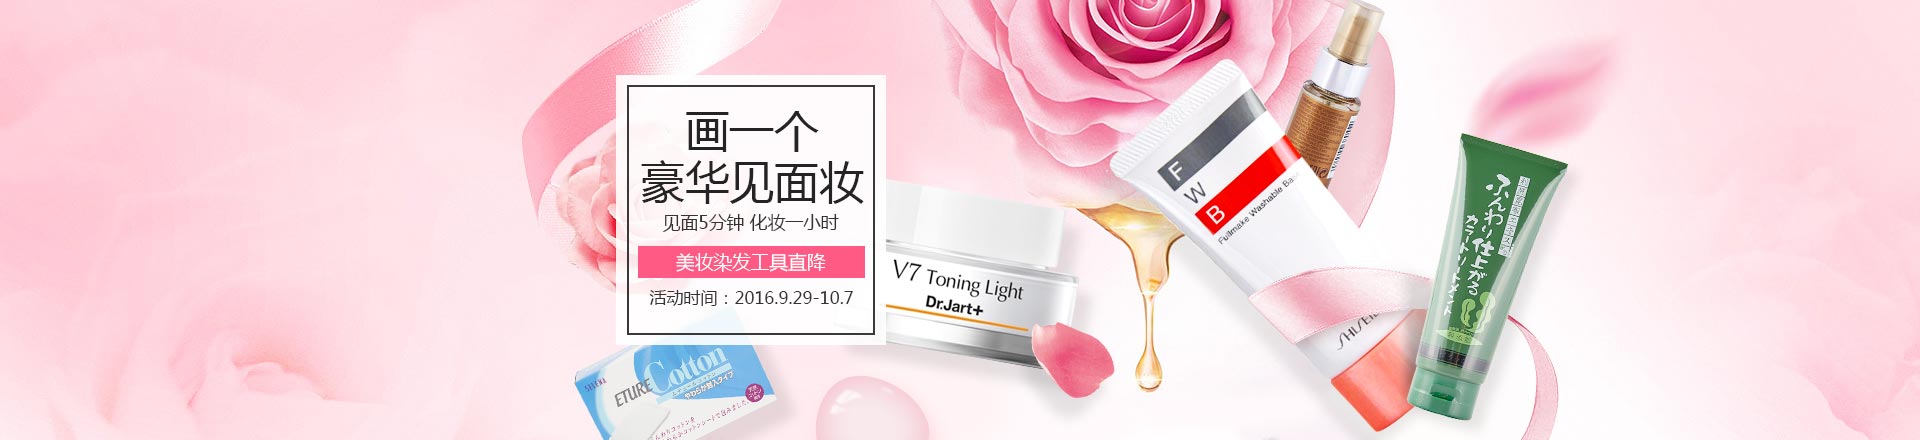 画一个
豪华见面妆
见面5分钟 化妆一小时
美妆染发工具直降
活动时间：2016.9.29-10.7
V7 Toning Light
Dr.Jart+
F
W
B
Fullmake Washable
SHISEI
ふんわり仕上がる
カラートリートメント
ETURE
Cotton